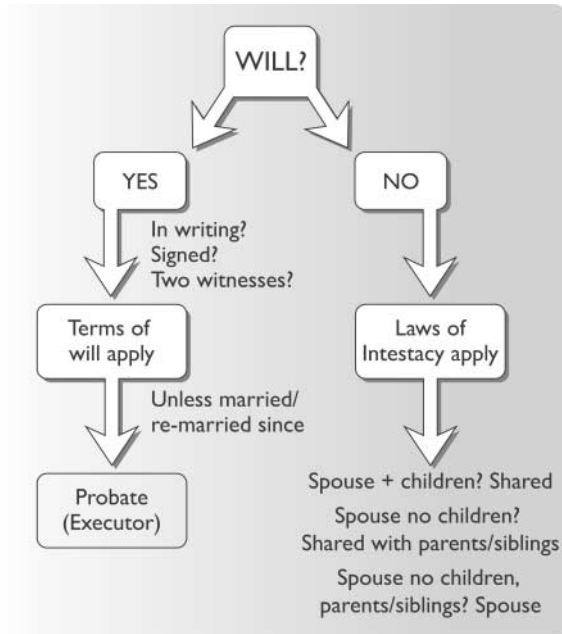 WILL?
YES
NO
In writing?
Signed?
Two witnesses?
Terms of
will apply
Laws of
Intestacy apply
Unless married/
re-married since
Probate
(Executor)
Spouse + children? Shared
Spouse no children?
Shared with parents/siblings
Spouse no children,
parents/siblings? Spouse